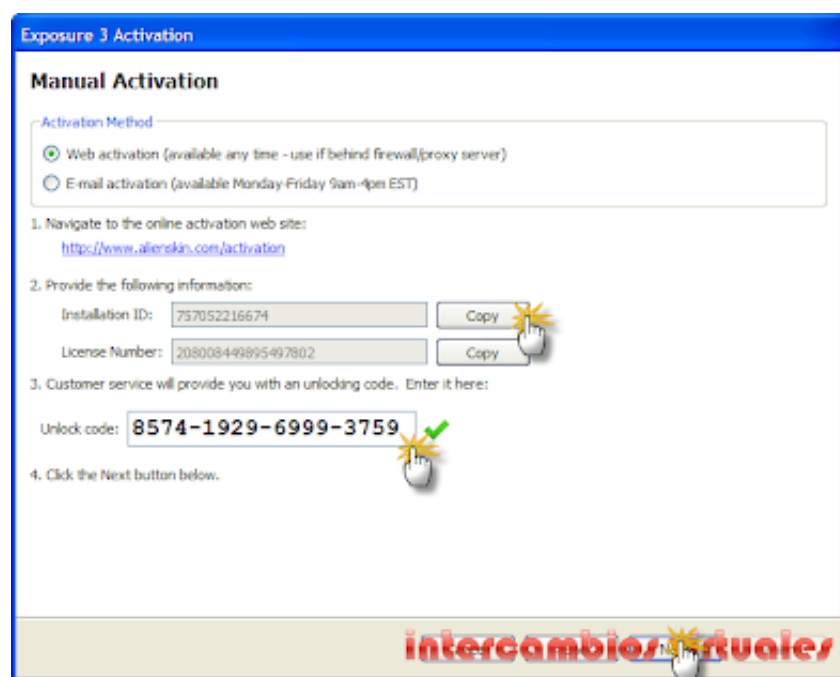 Exposure 3 Activation
Manual Activation
Activation Method
Web activation (available any time - use if behind firewall/proxy server)
E-mail activation (available Monday-Friday 9am-4pm EST)
1. Navigate to the online activation web site:
http://www.alienskin.com/activation
2. Provide the following information:
Installation ID: 757052216674 Copy
License Number: 208008449895497802 Copy
3. Customer service will provide you with an unlocking code. Enter it here:
Unlock code: 8574-1929-6999-3759
4. Click the Next button below.